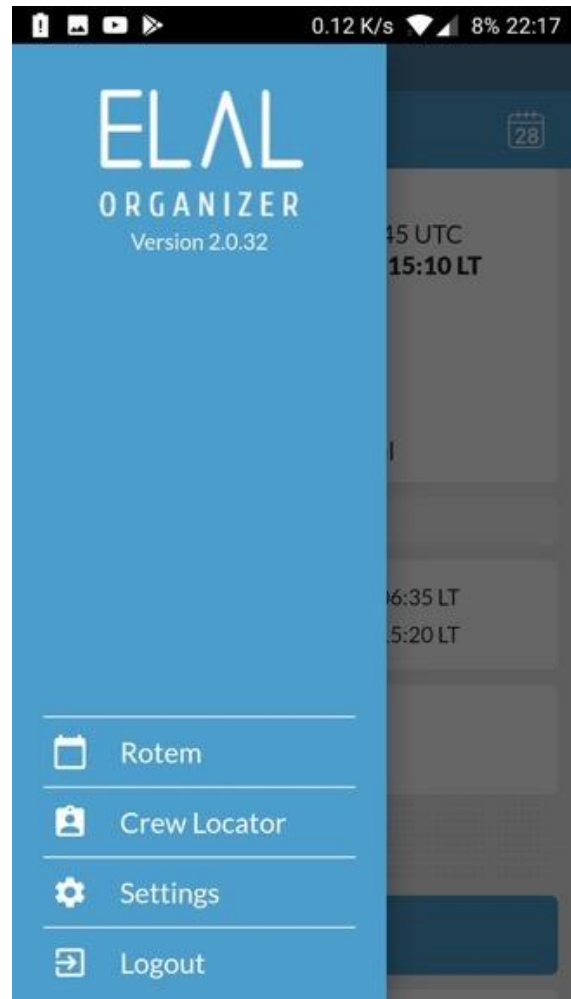 0.12 K/s 8% 22:17
ELAL
ORGANIZER
Version 2.0.32
28
45 UTC
15:10 LT
6:35 LT
5:20 LT
Rotem
Crew Locator
Settings
Logout